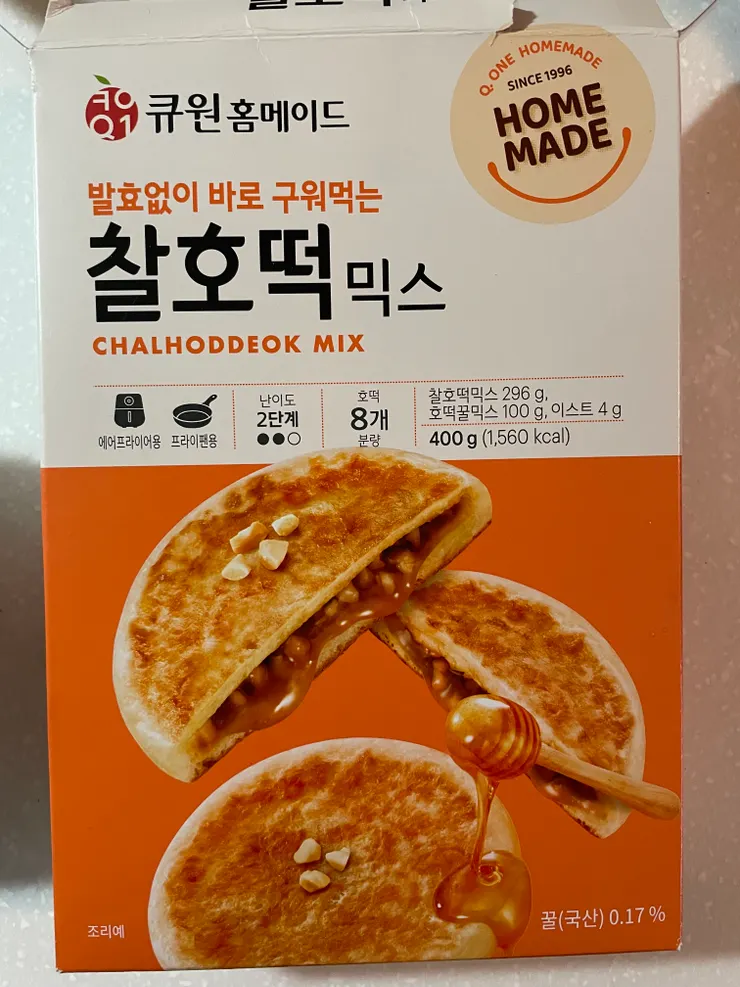 큐원 홈메이드
Q. ONE HOMEMADE
SINCE 1996
HOME
MADE
발효없이 바로 구워먹는
찰호떡 믹스
CHALHODDEOK MIX
에어프라이어용
프라이팬용
난이도
2단계
호떡
8개
분량
찰호떡믹스 296 g,
호떡꿀믹스 100 g, 이스트 4 g
400 g (1,560 kcal)
조리예
꿀(국산) 0.17 %